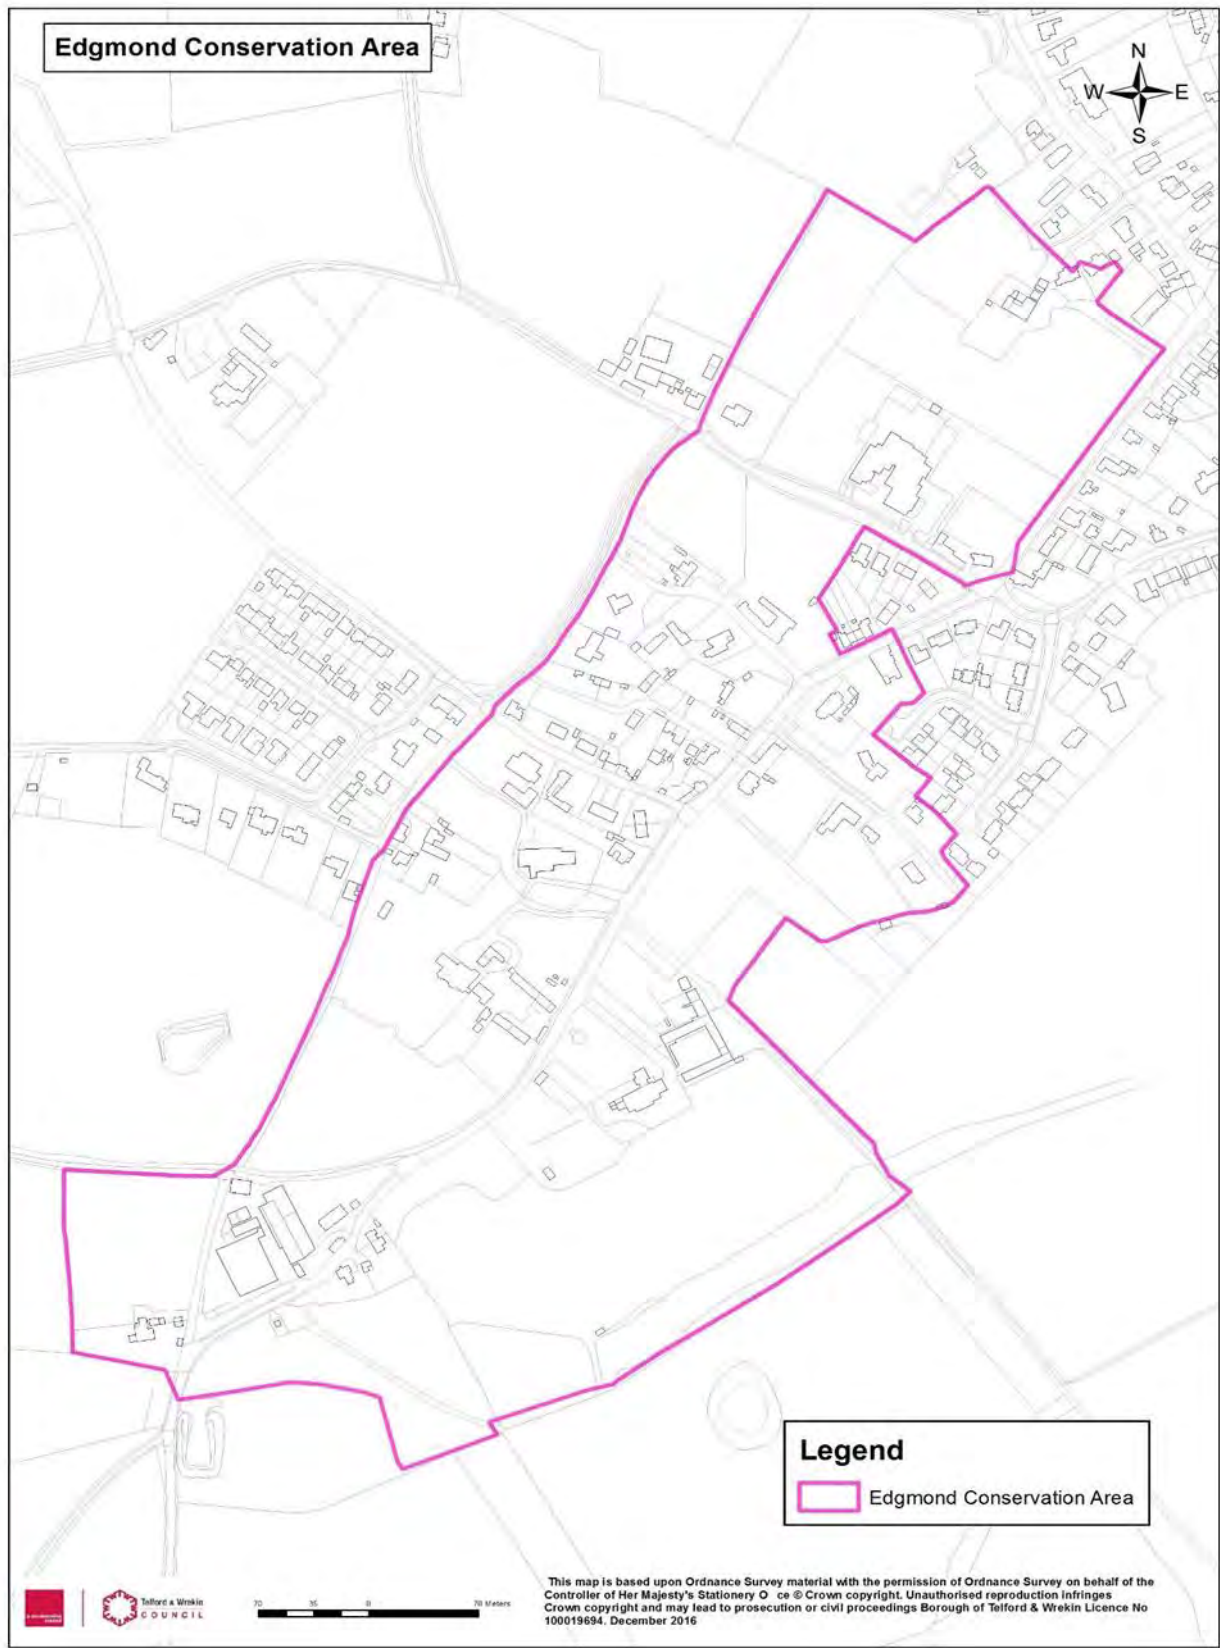 Edgmond Conservation Area
N
W E
S
Legend
Edgmond Conservation Area
Telford & Wrekin
COUNCIL
70 35 0 70 Meters
This map is based upon Ordnance Survey material with the permission of Ordnance Survey on behalf of the
Controller of Her Majesty's Stationery O ce © Crown copyright. Unauthorised reproduction infringes
Crown copyright and may lead to prosecution or civil proceedings Borough of Telford & Wrekin Licence No
100019694. December 2016